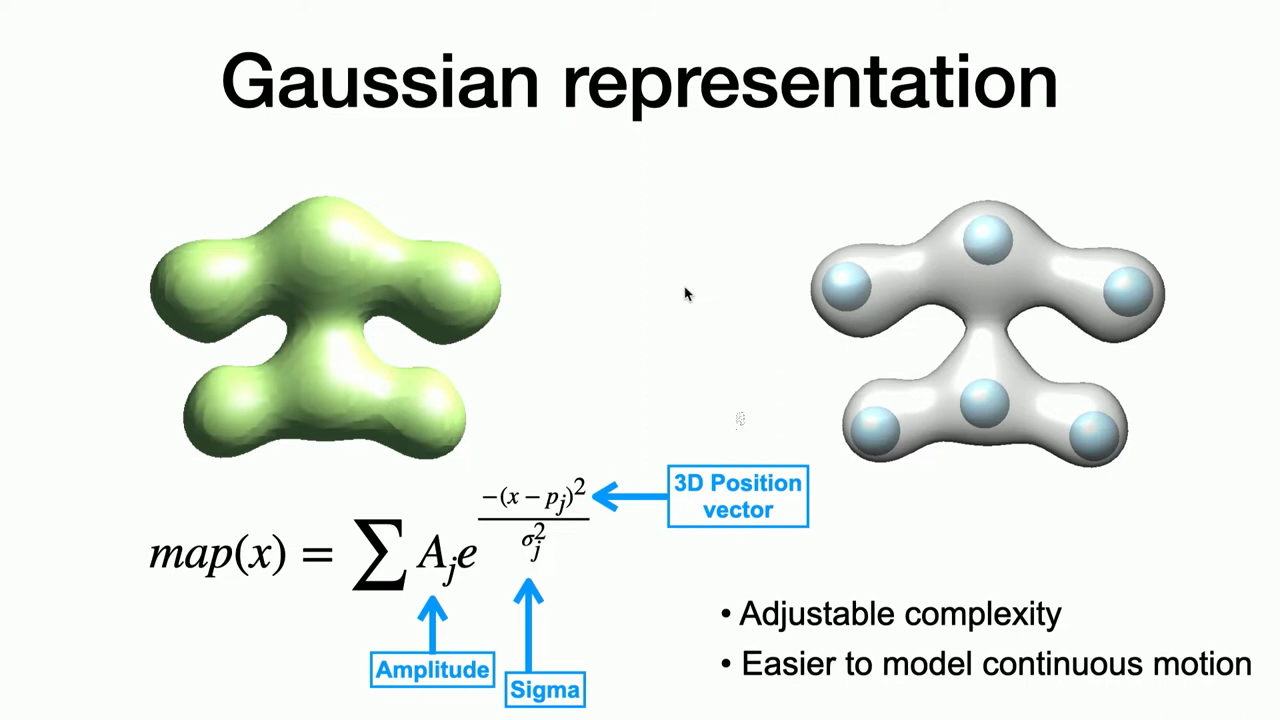 Gaussian representation
3D Position
vector
map(x) = ∑ A_j e^{-(x - p_j)^2 / σ_j^2}
Amplitude
Sigma
• Adjustable complexity
• Easier to model continuous motion